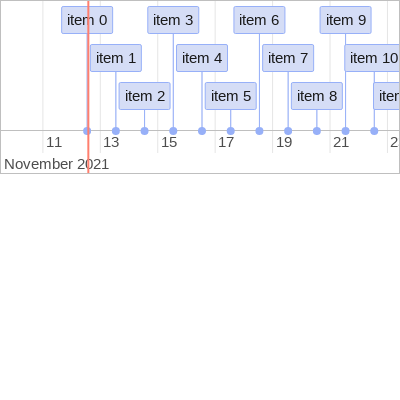 item 0 item 3 item 6 item 9
item 1 item 4 item 7 item 10
item 2 item 5 item 8
11 13 15 17 19 21
November 2021